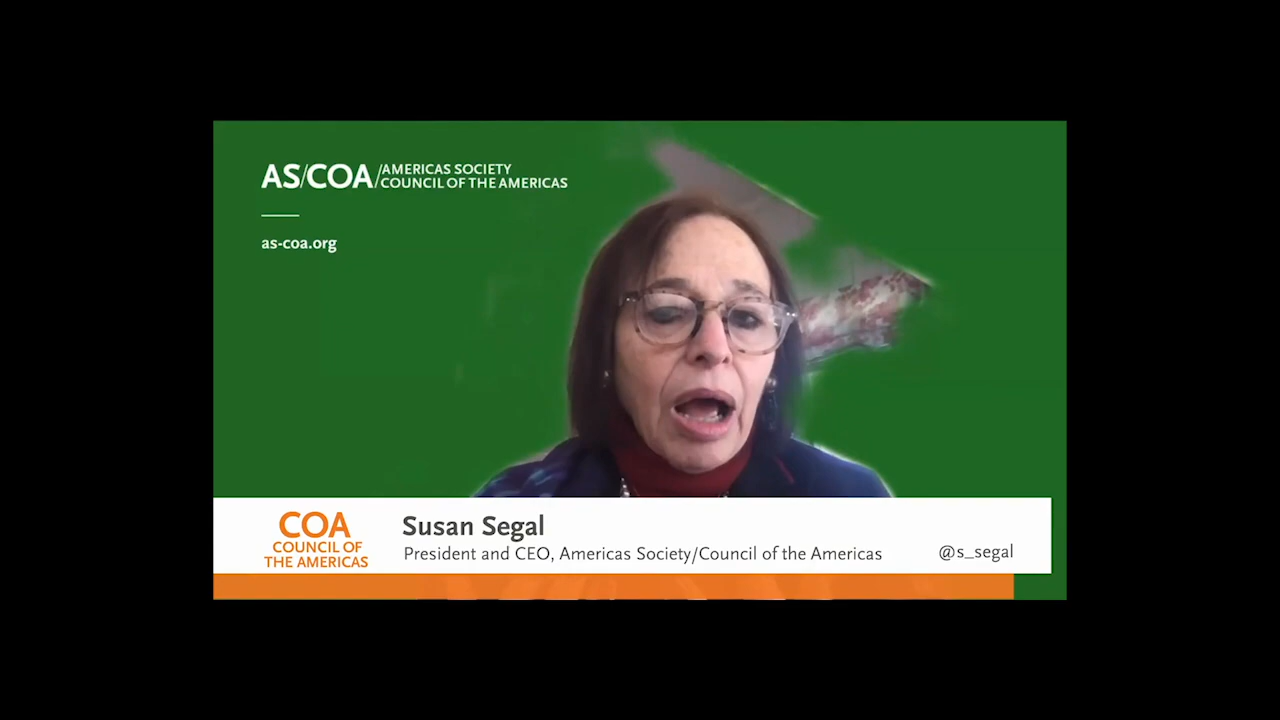 AS/COA/AMERICAS SOCIETY
COUNCIL OF THE AMERICAS
as-coa.org
COA
COUNCIL OF
THE AMERICAS
Susan Segal
President and CEO, Americas Society/Council of the Americas
@s_segal